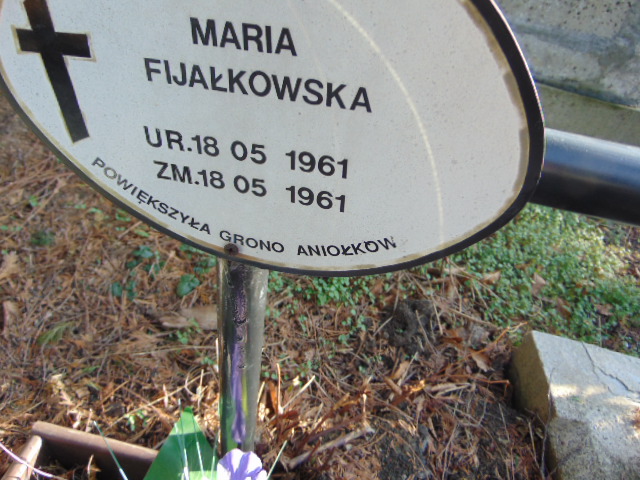 MARIA
FIJAŁKOWSKA
UR.18 05 1961
ZM.18 05 1961
POWIĘKSZYŁA GRONO ANIOŁKÓW